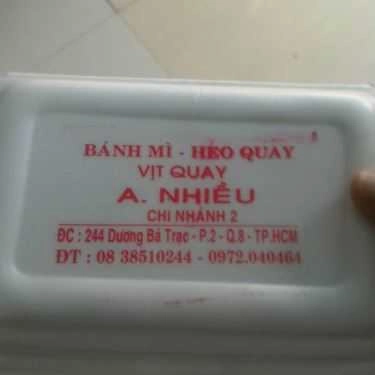 BÁNH MÌ - HEO QUAY
VỊT QUAY
A. NHIỀU
CHI NHÁNH 2
ĐC : 244 Dương Bá Trạc - P.2 - Q.8 - TP.HCM
ĐT : 08 38510244 - 0972.040464